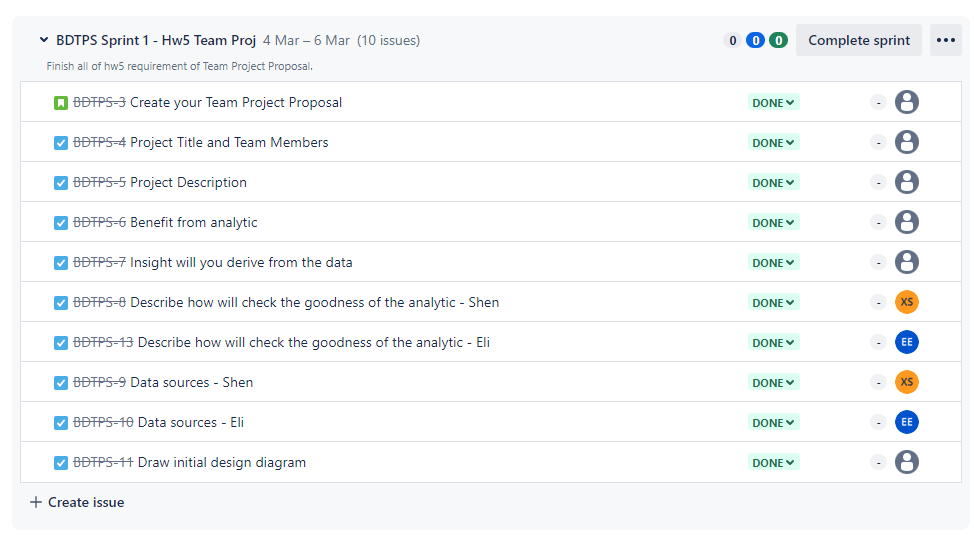 BDTPS Sprint 1 - Hw5 Team Proj 4 Mar – 6 Mar (10 issues) 0 0 0 Complete sprint
Finish all of hw5 requirement of Team Project Proposal.
BDTPS-3 Create your Team Project Proposal DONE -
BDTPS-4 Project Title and Team Members DONE -
BDTPS-5 Project Description DONE -
BDTPS-6 Benefit from analytic DONE -
BDTPS-7 Insight will you derive from the data DONE -
BDTPS-8 Describe how will check the goodness of the analytic - Shen DONE - XS
BDTPS-13 Describe how will check the goodness of the analytic - Eli DONE - EE
BDTPS-9 Data sources - Shen DONE - XS
BDTPS-10 Data sources - Eli DONE - EE
BDTPS-11 Draw initial design diagram DONE -
+ Create issue